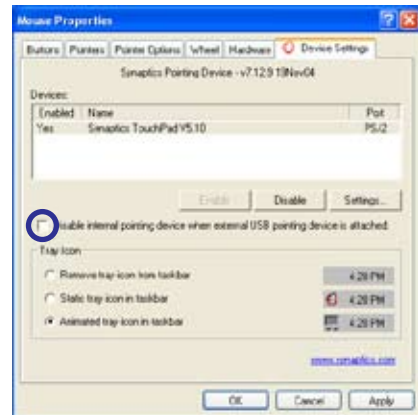 Mouse Properties
Buttons Pointers Pointer Options Wheel Hardware Device Settings
Synaptics Pointing Device - v7.12.9 19Nov04
Devices:
Enabled Name Port
Yes Synaptics TouchPad V5.10 PS/2
Enable Disable Settings...
isable internal pointing device when external USB pointing device is attached.
Tray Icon
Remove tray icon from taskbar 4:28 PM
Static tray icon in taskbar 4:28 PM
Animated tray icon in taskbar 4:28 PM
www.synaptics.com
OK Cancel Apply